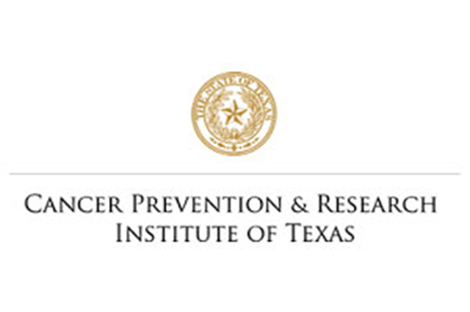 THE STATE OF TEXAS
CANCER PREVENTION & RESEARCH
INSTITUTE OF TEXAS